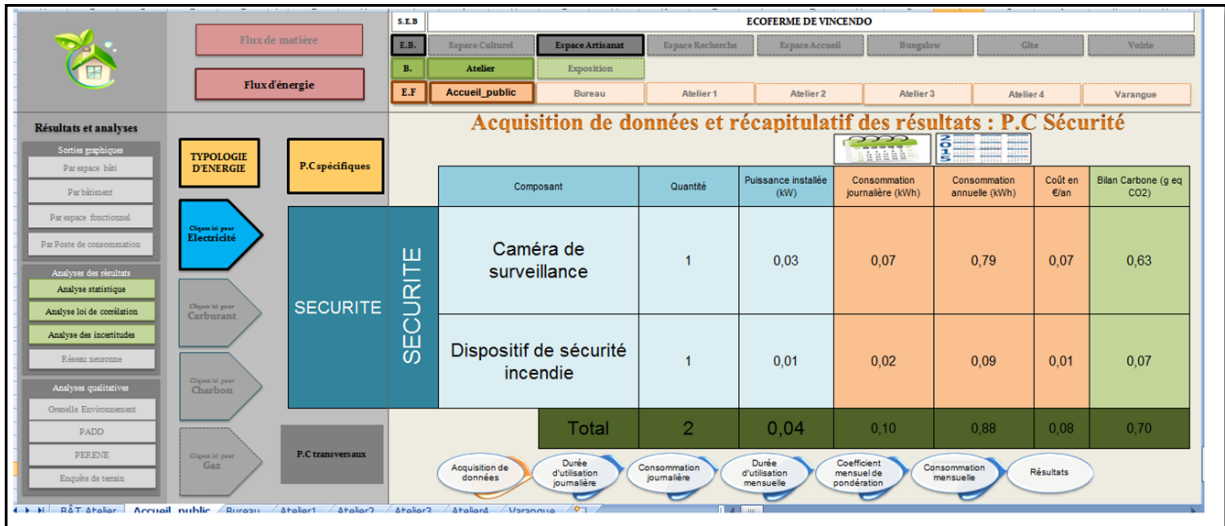 S.E.B
ECOFERME DE VINCENDO
Flux de matière
E.B.
Espace Culturel
Espace Artisanat
Espace Recherche
Espace Accueil
Bungalow
Gîte
Voirie
B.
Atelier
Exposition
Flux d'énergie
E.F
Accueil_public
Bureau
Atelier 1
Atelier 2
Atelier 3
Atelier 4
Varangue
Résultats et analyses
Acquisition de données et récapitulatif des résultats : P.C Sécurité
Sorties graphiques
Par espace bâti
Par bâtiment
Par espace fonctionnel
Par Poste de consommation
Analyses des résultats
Analyse statistique
Analyse loi de corrélation
Analyse des incertitudes
Réseau neuronne
Analyses qualitatives
Grenelle Environnement
PADD
PERENE
Enquête de terrain
TYPOLOGIE
D'ENERGIE
P.C spécifiques
Cliquez ici pour
Electricité
Cliquez ici pour
Carburant
Cliquez ici pour
Charbon
Cliquez ici pour
Gaz
SECURITE
P.C transversaux
SECURITE
2015
Composant
Quantité
Puissance installée
(kW)
Consommation
journalière (kWh)
Consommation
annuelle (kWh)
Coût en
€/an
Bilan Carbone (g eq
CO2)
Caméra de
surveillance
1
0,03
0,07
0,79
0,07
0,63
Dispositif de sécurité
incendie
1
0,01
0,02
0,09
0,01
0,07
Total
2
0,04
0,10
0,88
0,08
0,70
Acquisition de
données
Durée
d'utilisation
journalière
Consommation
journalière
Durée
d'utilisation
mensuelle
Coefficient
mensuel de
pondération
Consommation
mensuelle
Résultats
BÂT Atelier
Accueil_public
Bureau
Atelier1
Atelier2
Atelier3
Atelier4
Varangue